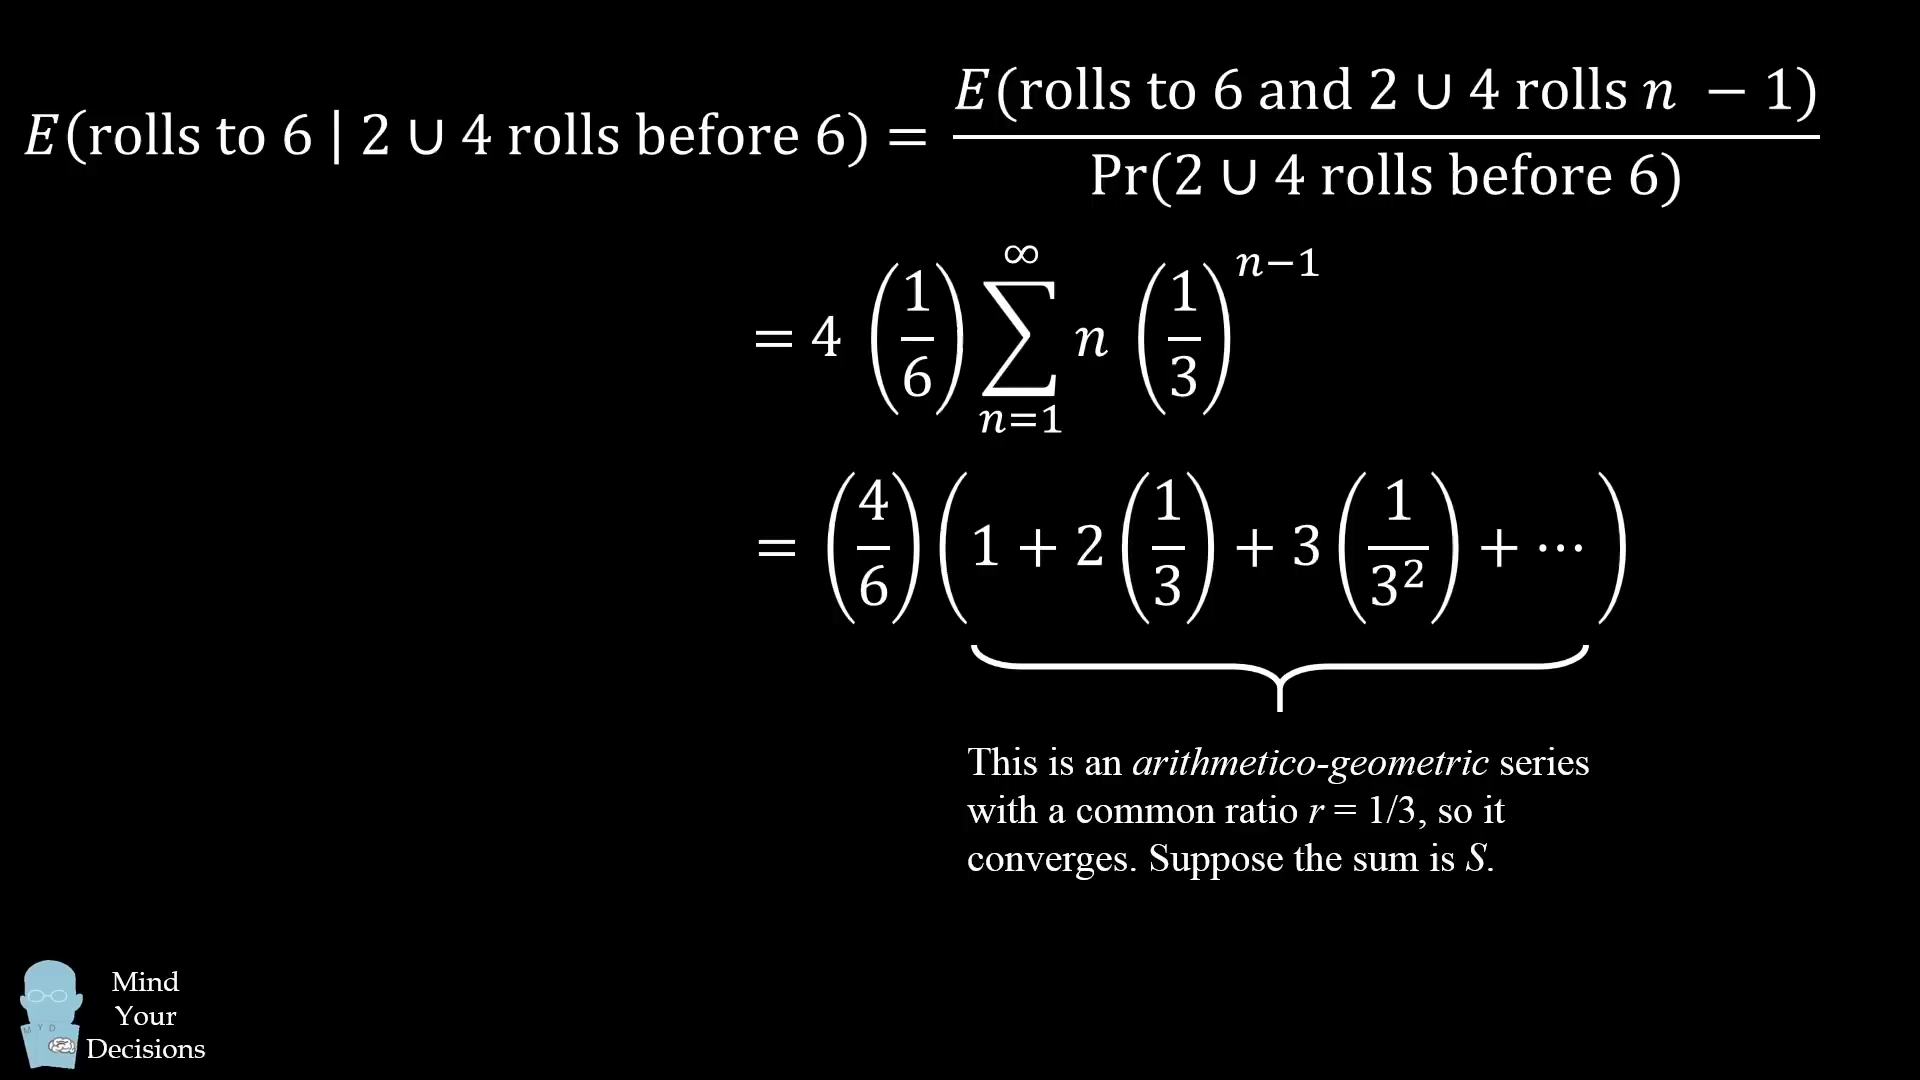 E(rolls to 6 | 2 ∪ 4 rolls before 6) = E(rolls to 6 and 2 ∪ 4 rolls n − 1) / Pr(2 ∪ 4 rolls before 6)
= 4 (1/6) ∑_{n=1}^{∞} n (1/3)^{n−1}
= (4/6) (1 + 2 (1/3) + 3 (1/3²) + ⋯)
This is an arithmetico-geometric series
with a common ratio r = 1/3, so it
converges. Suppose the sum is S.
M Y D
Mind
Your
Decisions